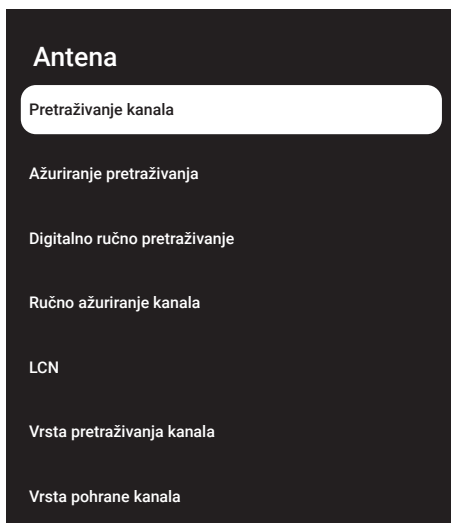 Antena
Pretraživanje kanala
Ažuriranje pretraživanja
Digitalno ručno pretraživanje
Ručno ažuriranje kanala
LCN
Vrsta pretraživanja kanala
Vrsta pohrane kanala